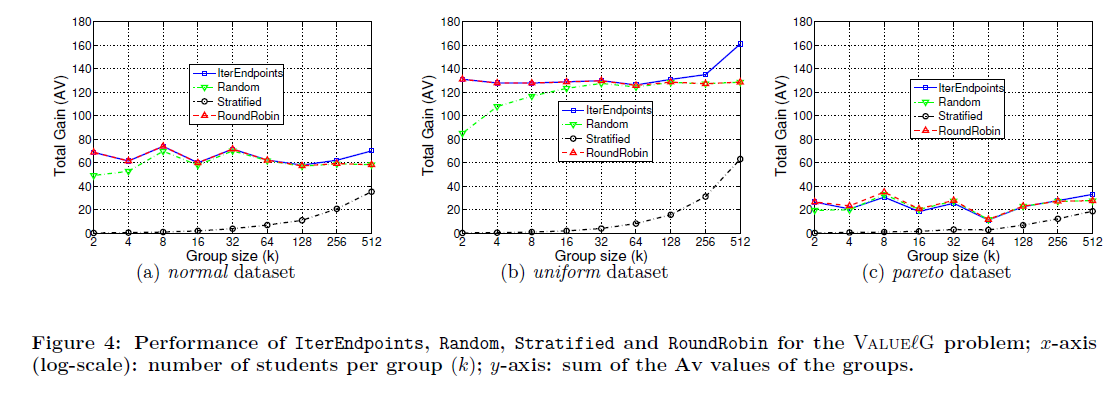 180
160
140
120
100
80
60
40
20
0
Total Gain (AV)
IterEndpoints
Random
Stratified
RoundRobin
2 4 8 16 32 64 128 256 512
Group size (k)
(a) normal dataset
180
160
140
120
100
80
60
40
20
0
Total Gain (AV)
IterEndpoints
Random
Stratified
RoundRobin
2 4 8 16 32 64 128 256 512
Group size (k)
(b) uniform dataset
180
160
140
120
100
80
60
40
20
0
Total Gain (AV)
IterEndpoints
Random
Stratified
RoundRobin
2 4 8 16 32 64 128 256 512
Group size (k)
(c) pareto dataset
Figure 4: Performance of IterEndpoints, Random, Stratified and RoundRobin for the VALUEℓG problem; x-axis
(log-scale): number of students per group (k); y-axis: sum of the Av values of the groups.